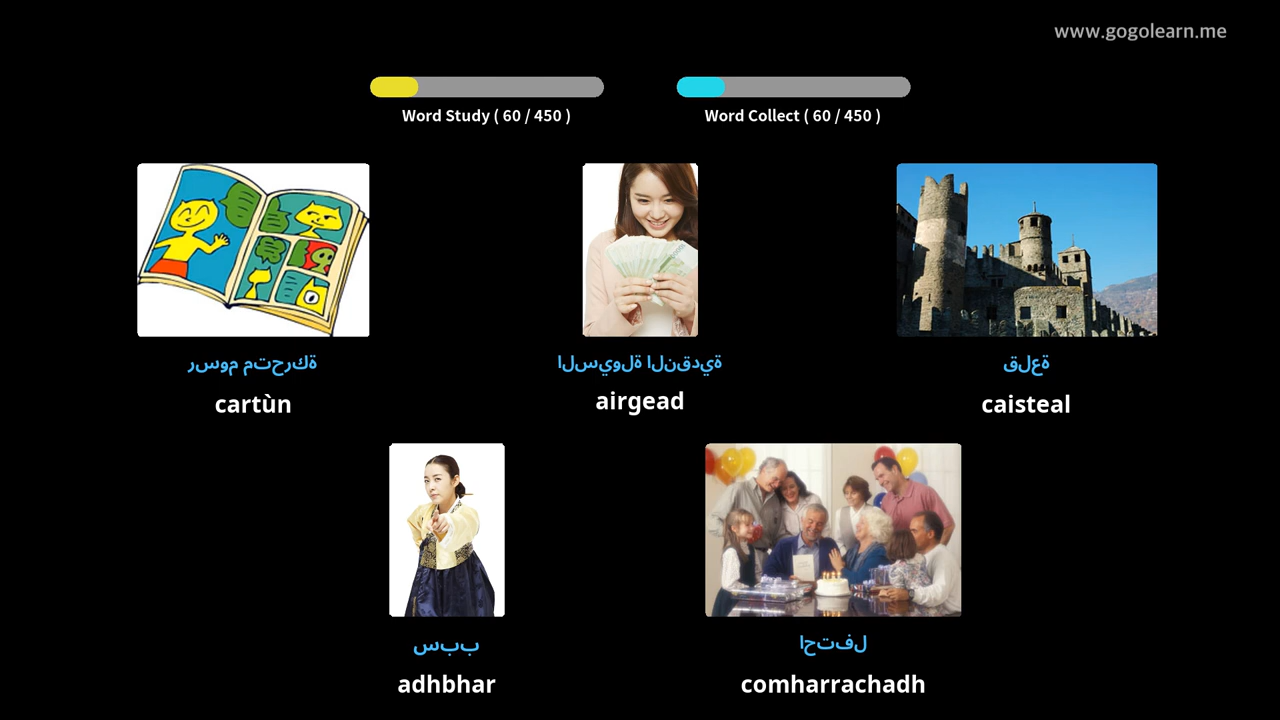 www.gogolearn.me
Word Study ( 60 / 450 )
Word Collect ( 60 / 450 )
رسوم متحركة
cartùn
السيولة النقدية
airgead
قلعة
caisteal
سبب
adhbhar
احتفل
comharrachadh